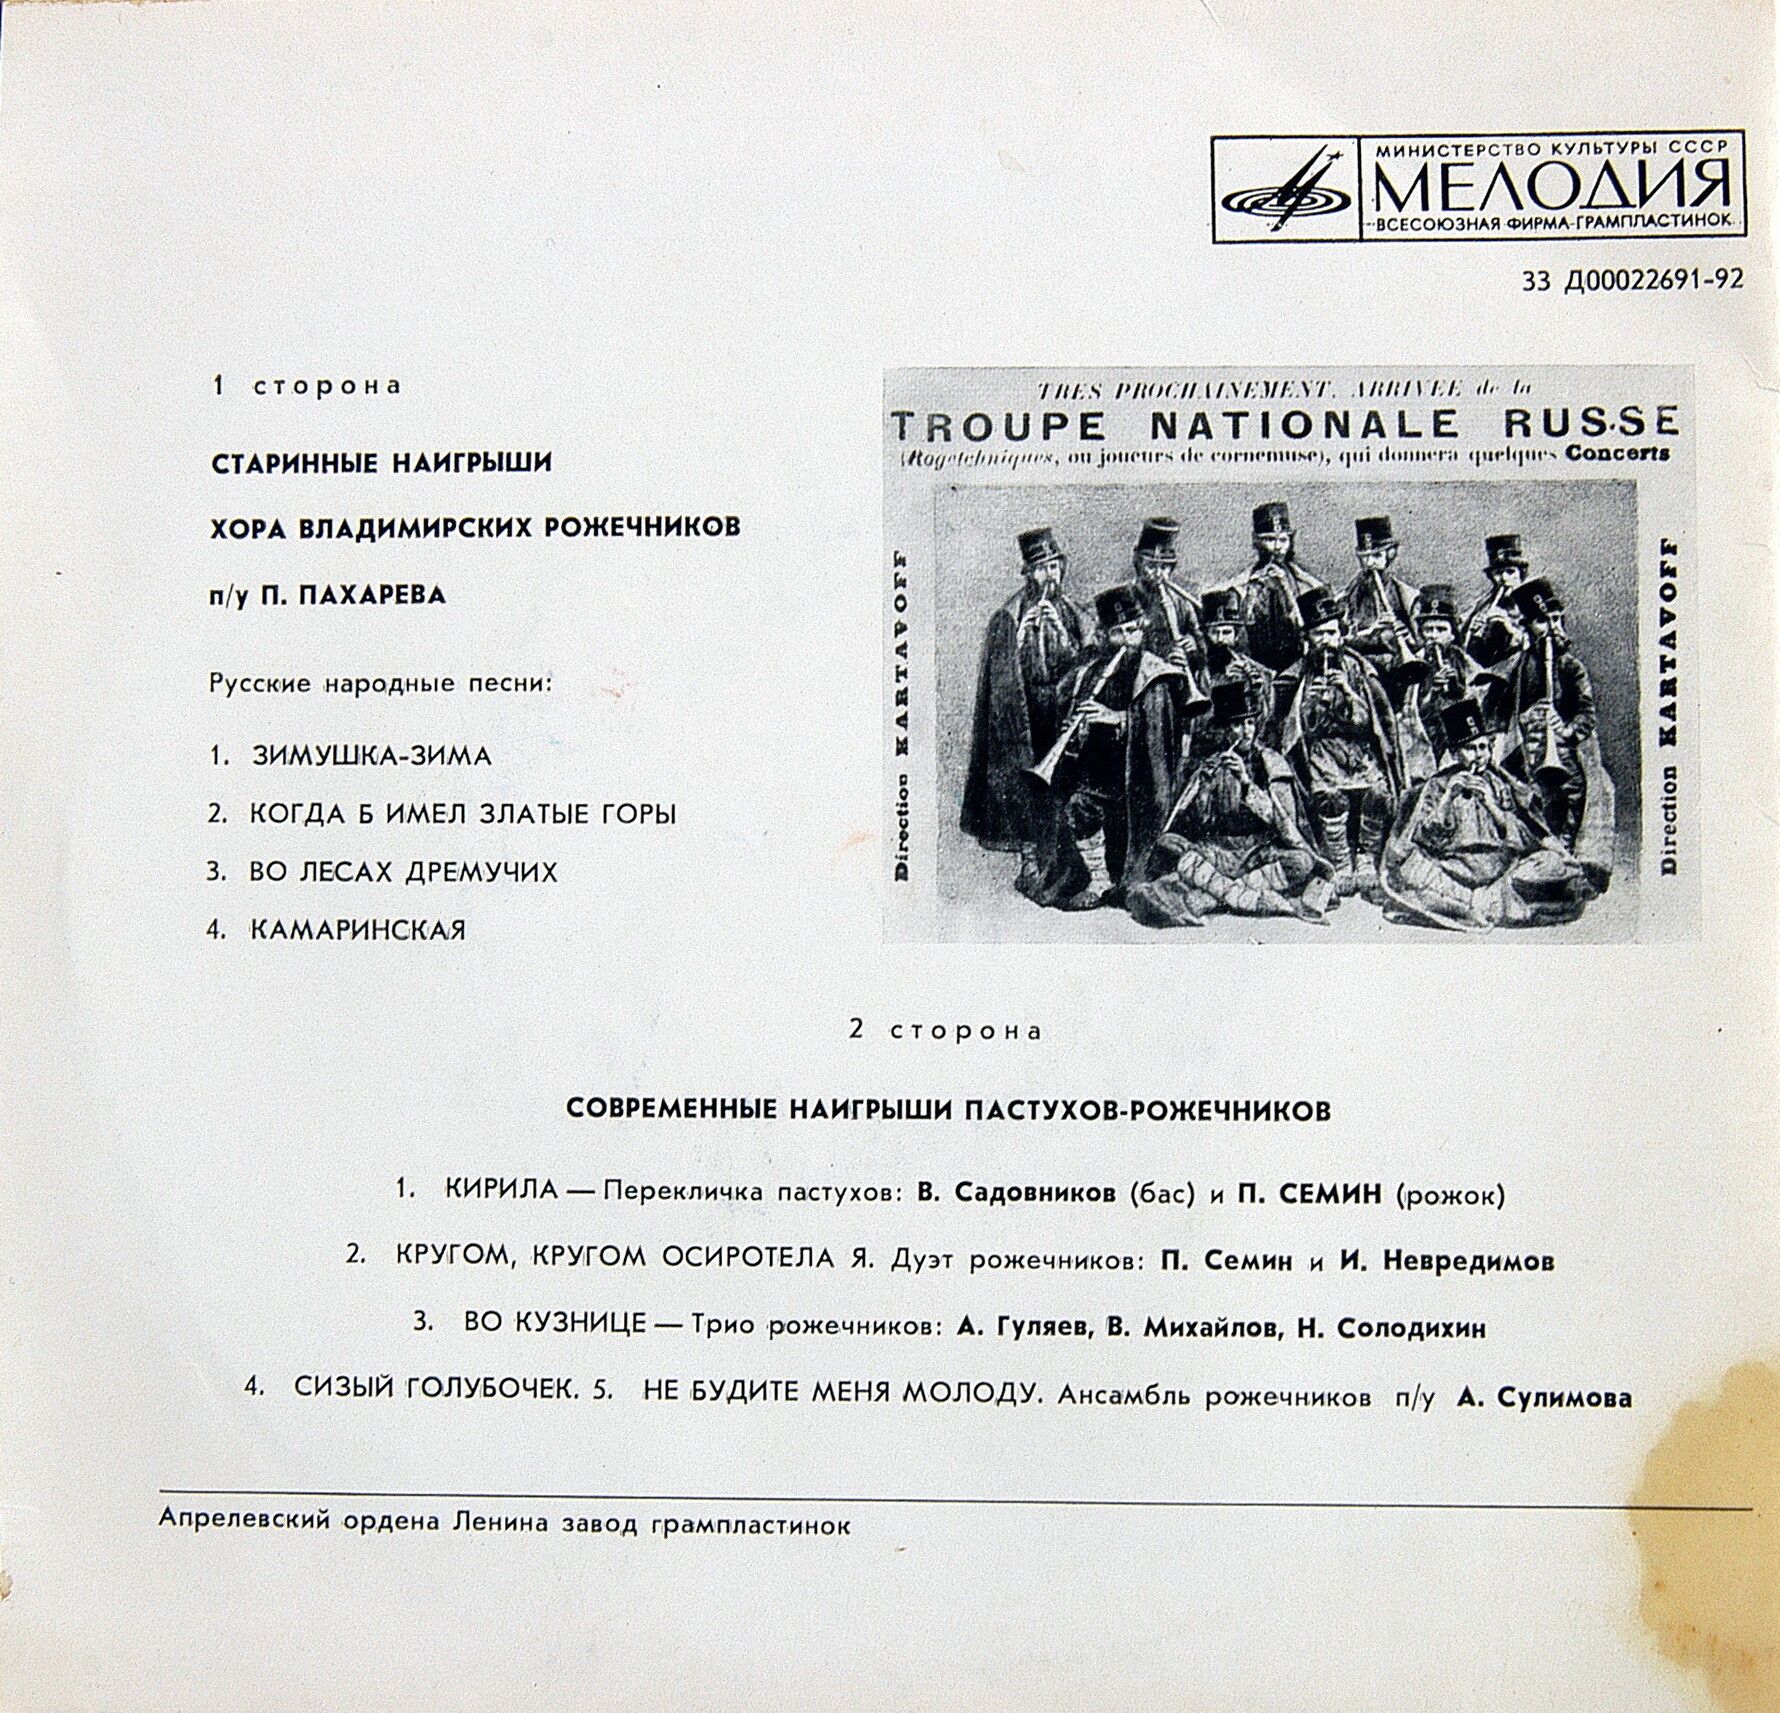 МИНИСТЕРСТВО КУЛЬТУРЫ СССР
МЕЛОДИЯ
ВСЕСОЮЗНАЯ ФИРМА ГРАМПЛАСТИНОК
33 Д00022691-92
1 сторона
СТАРИННЫЕ НАИГРЫШИ
ХОРА ВЛАДИМИРСКИХ РОЖЕЧНИКОВ
п/у П. ПАХАРЕВА
Русские народные песни:
1. ЗИМУШКА-ЗИМА
2. КОГДА Б ИМЕЛ ЗЛАТЫЕ ГОРЫ
3. ВО ЛЕСАХ ДРЕМУЧИХ
4. КАМАРИНСКАЯ
TRES PROCHAINEMENT. ARRIVEE de la
TROUPE NATIONALE RUSSE
(Rogetchniques, ou joueurs de cornemuse), qui donnera quelques Concerts
Direction KARTAVOFF
Direction KARTAVOFF
2 сторона
СОВРЕМЕННЫЕ НАИГРЫШИ ПАСТУХОВ-РОЖЕЧНИКОВ
1. КИРИЛА — Перекличка пастухов: В. Садовников (бас) и П. СЕМИН (рожок)
2. КРУГОМ, КРУГОМ ОСИРОТЕЛА Я. Дуэт рожечников: П. Семин и И. Невредимов
3. ВО КУЗНИЦЕ — Трио рожечников: А. Гуляев, В. Михайлов, Н. Солодихин
4. СИЗЫЙ ГОЛУБОЧЕК. 5. НЕ БУДИТЕ МЕНЯ МОЛОДУ. Ансамбль рожечников п/у А. Сулимова
Апрелевский ордена Ленина завод грампластинок